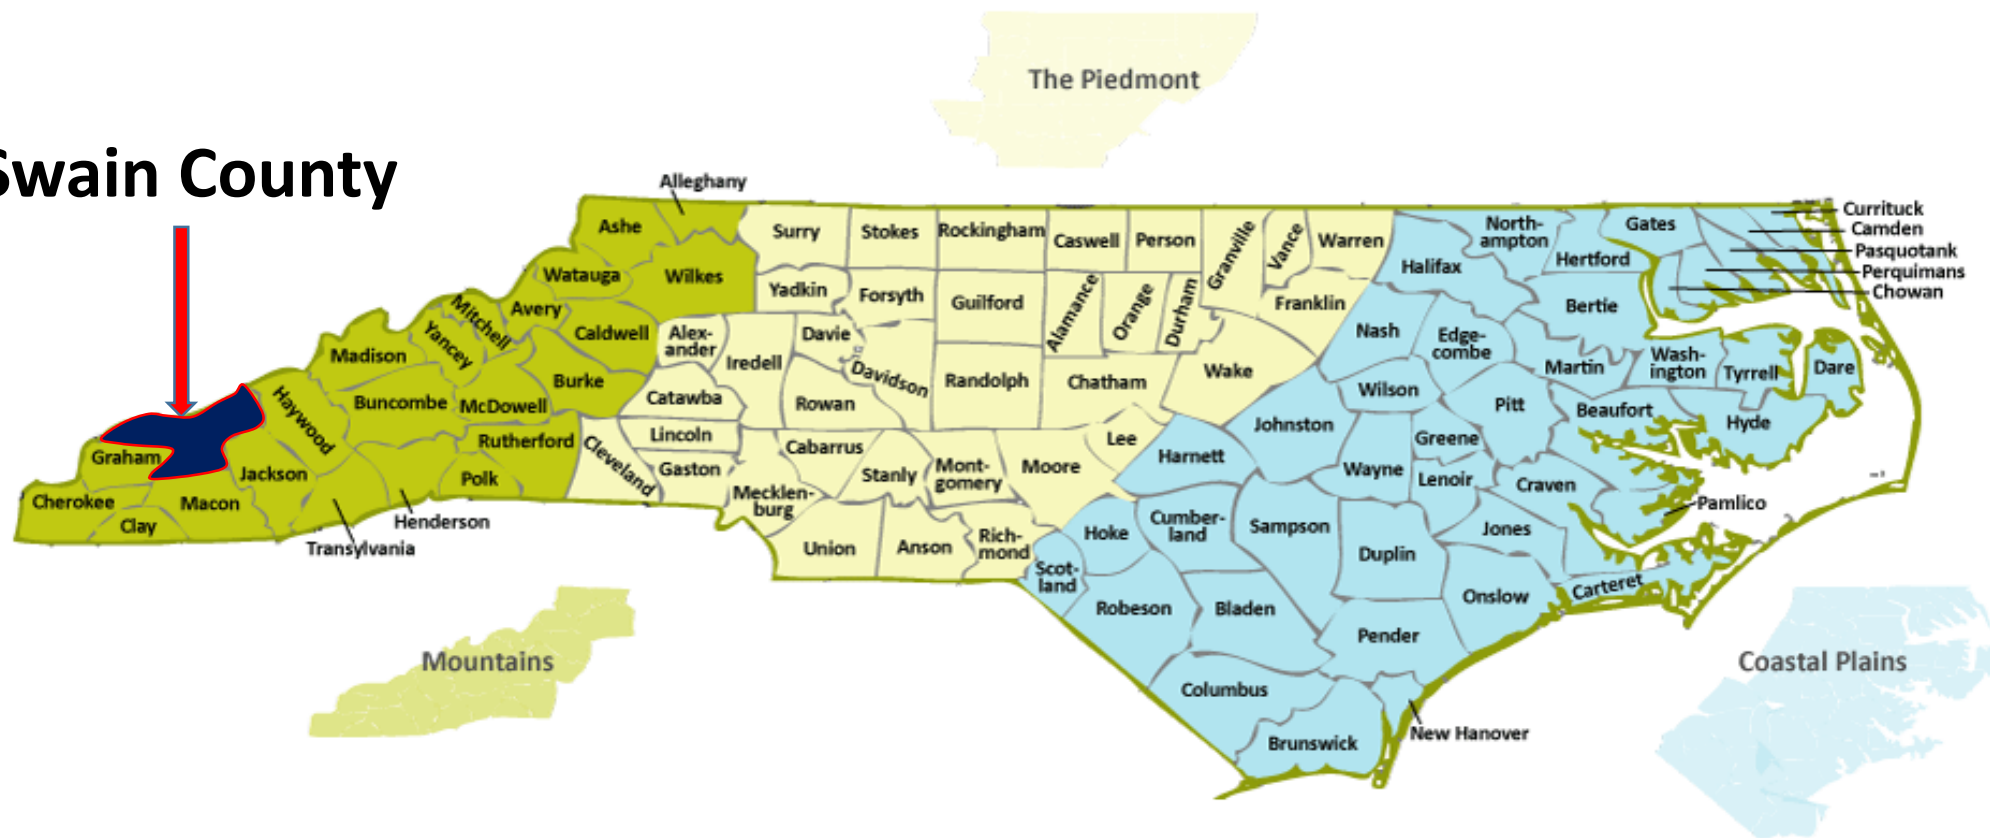 The Piedmont
Swain County
Alleghany
Ashe
Surry
Stokes
Rockingham
Caswell
Person
Granville
Vance
Warren
North-
ampton
Gates
Currituck
Camden
Pasquotank
Perquimans
Chowan
Watauga
Wilkes
Halifax
Hertford
Mitchell
Avery
Yadkin
Forsyth
Guilford
Alamance
Orange
Durham
Franklin
Bertie
Yancey
Caldwell
Alex-
ander
Iredell
Davie
Nash
Edge-
combe
Madison
Burke
Davidson
Randolph
Chatham
Wake
Martin
Wash-
ington
Tyrrell
Dare
Haywood
Buncombe
McDowell
Catawba
Rowan
Wilson
Pitt
Beaufort
Hyde
Graham
Jackson
Rutherford
Cleveland
Lincoln
Cabarrus
Lee
Johnston
Greene
Polk
Gaston
Stanly
Mont-
gomery
Moore
Harnett
Wayne
Lenoir
Craven
Cherokee
Macon
Mecklen-
burg
Pamlico
Clay
Henderson
Transylvania
Union
Anson
Rich-
mond
Hoke
Cumber-
land
Sampson
Duplin
Jones
Scot-
land
Robeson
Bladen
Onslow
Carteret
Pender
Mountains
Coastal Plains
Columbus
Brunswick
New Hanover